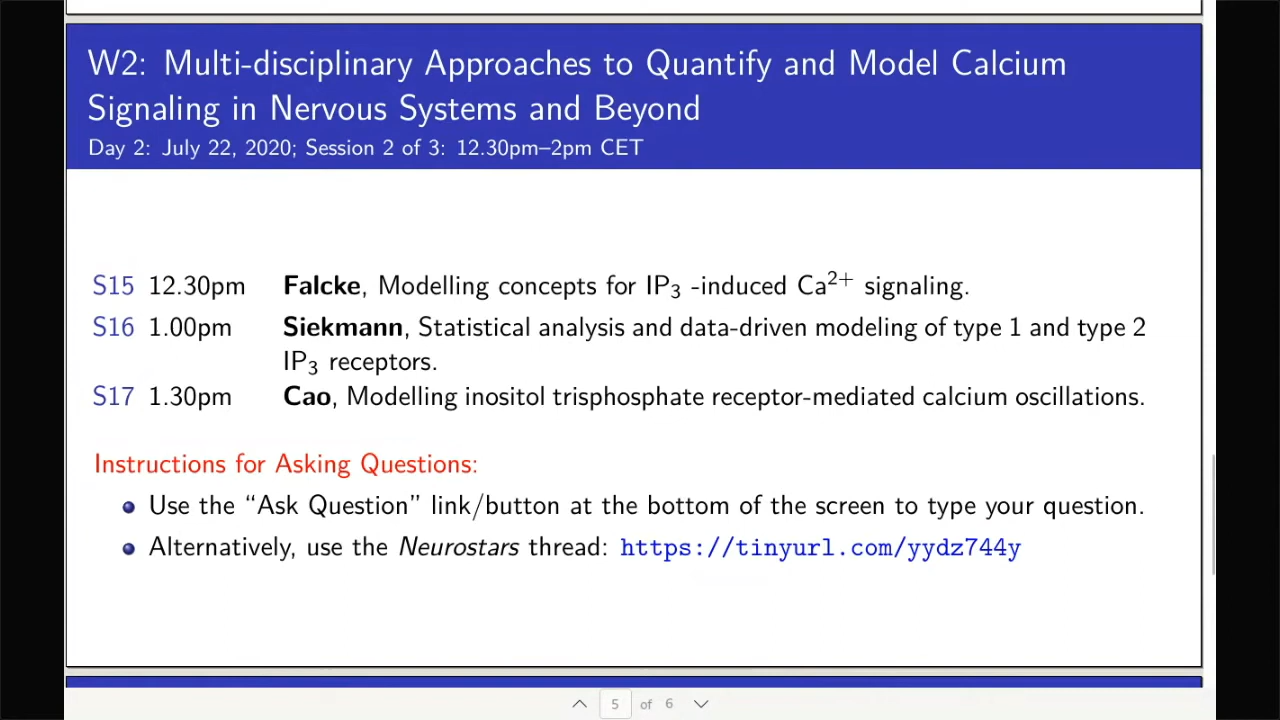 W2: Multi-disciplinary Approaches to Quantify and Model Calcium
Signaling in Nervous Systems and Beyond
Day 2: July 22, 2020; Session 2 of 3: 12.30pm–2pm CET
S15 12.30pm Falcke, Modelling concepts for IP₃ -induced Ca²⁺ signaling.
S16 1.00pm Siekmann, Statistical analysis and data-driven modeling of type 1 and type 2
IP₃ receptors.
S17 1.30pm Cao, Modelling inositol trisphosphate receptor-mediated calcium oscillations.
Instructions for Asking Questions:
Use the “Ask Question” link/button at the bottom of the screen to type your question.
Alternatively, use the Neurostars thread: https://tinyurl.com/yydz744y
5 of 6